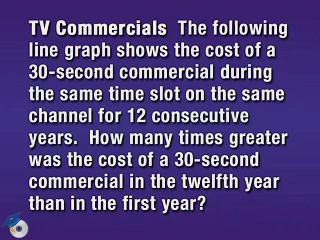 TV Commercials  The following
line graph shows the cost of a
30-second commercial during
the same time slot on the same
channel for 12 consecutive
years.  How many times greater
was the cost of a 30-second
commercial in the twelfth year
than in the first year?